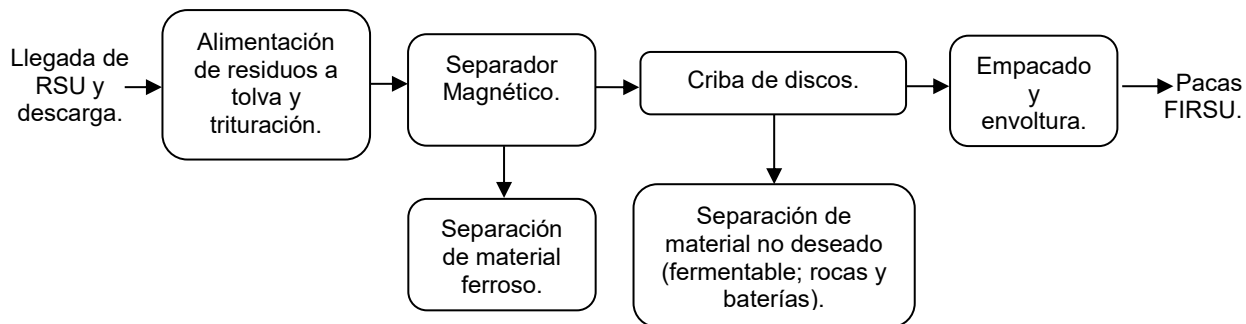 Llegada de
RSU y
descarga.
Alimentación
de residuos a
tolva y
trituración.
Separador
Magnético.
Criba de discos.
Empacado
y
envoltura.
Pacas
FIRSU.
Separación
de material
ferroso.
Separación de
material no deseado
(fermentable; rocas y
baterías).